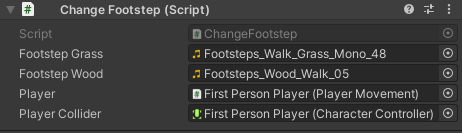 Change Footstep (Script)
Script ChangeFootstep
Footstep Grass Footsteps_Walk_Grass_Mono_48
Footstep Wood Footsteps_Wood_Walk_05
Player First Person Player (Player Movement)
Player Collider First Person Player (Character Controller)